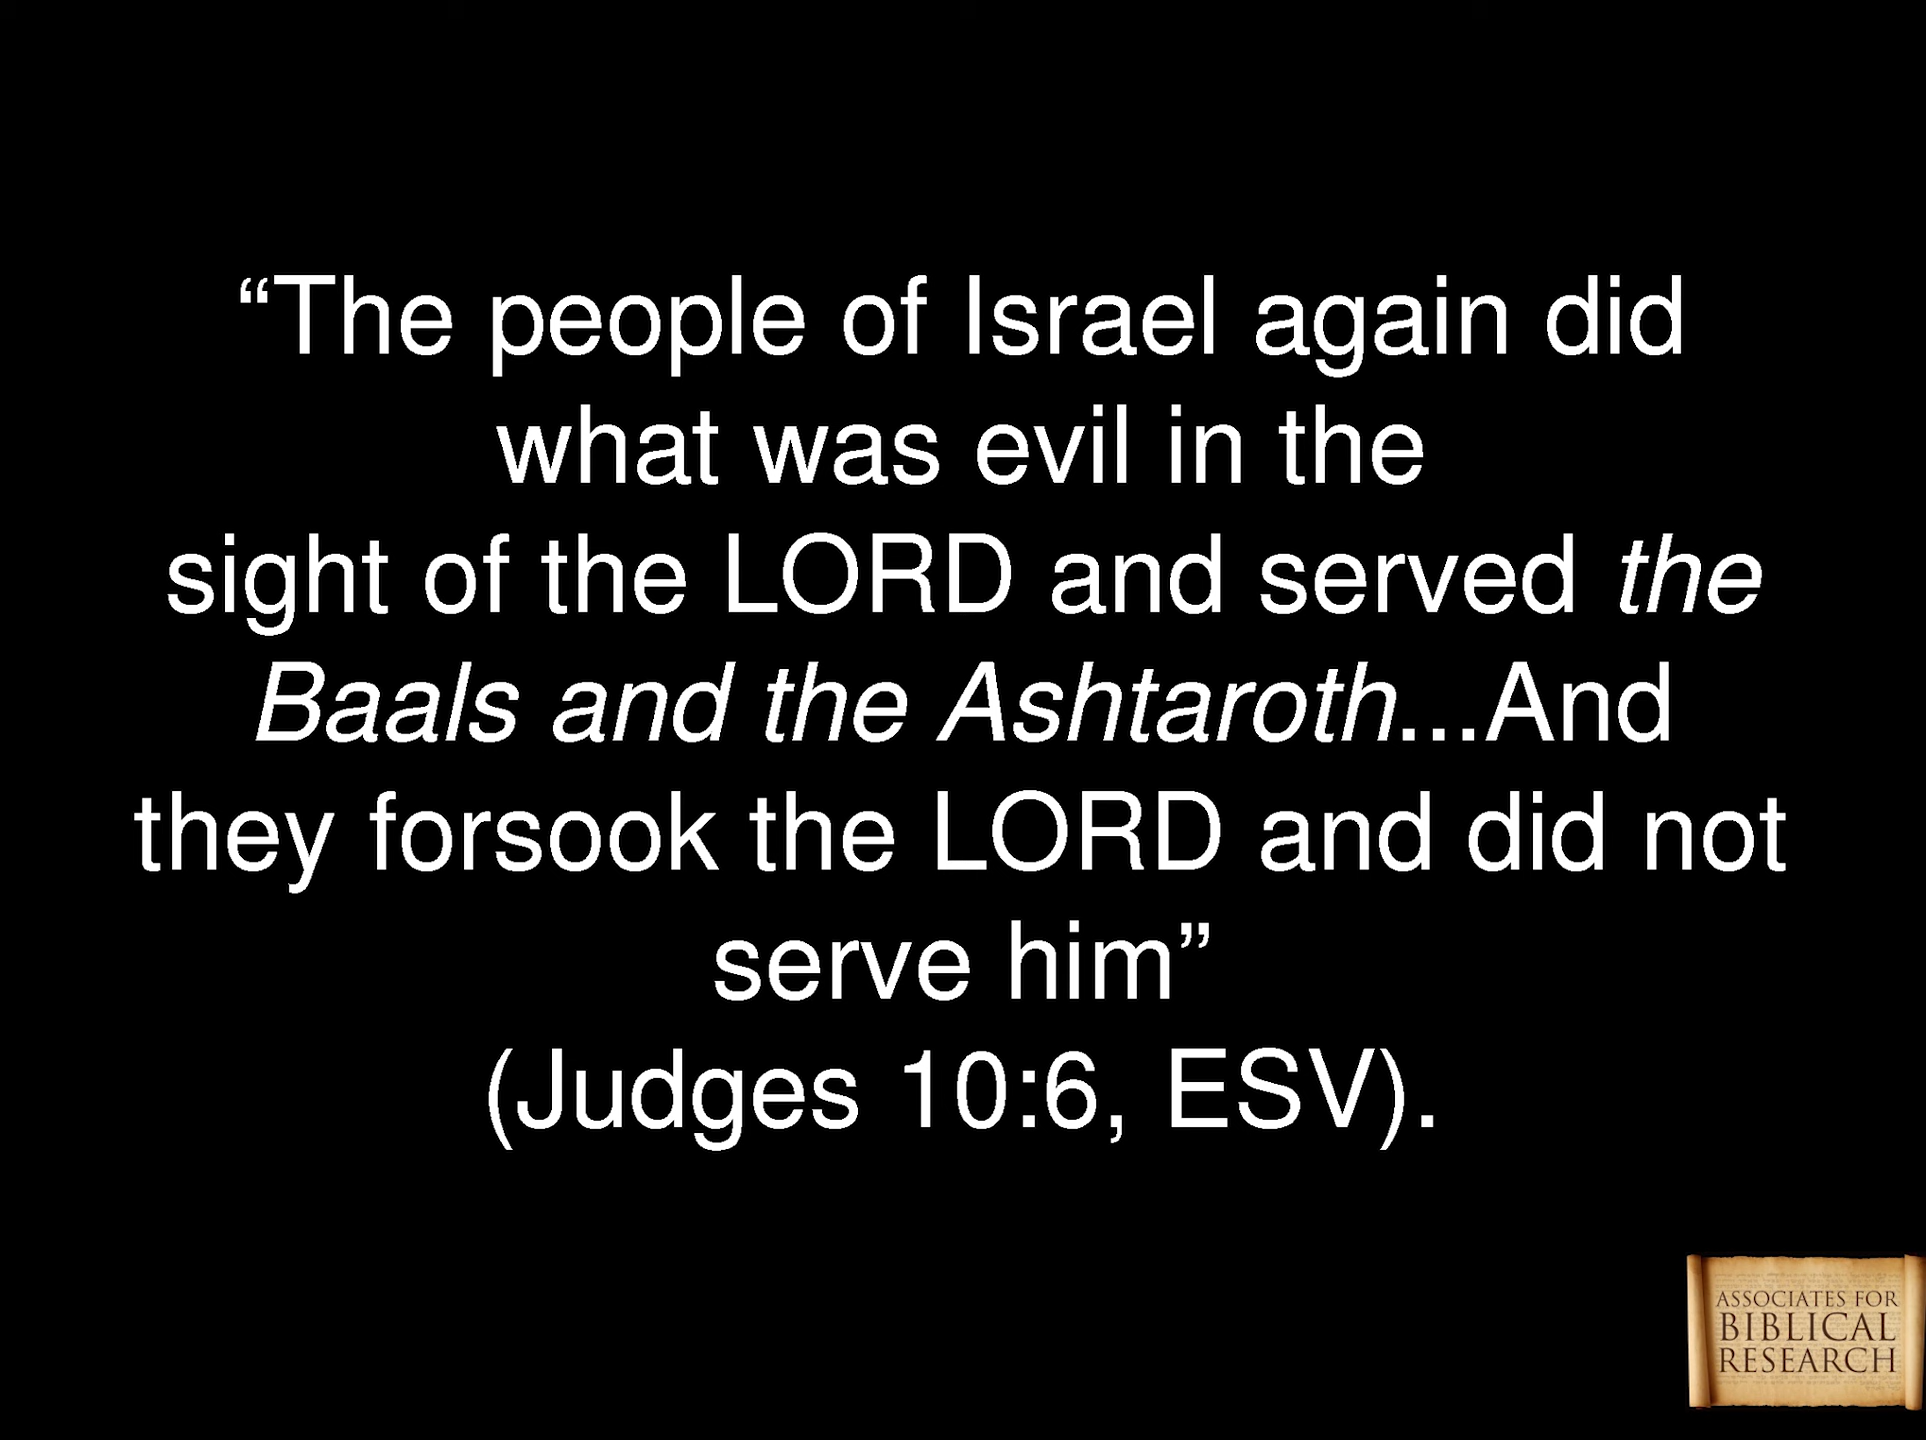 “The people of Israel again did
what was evil in the
sight of the LORD and served the
Baals and the Ashtaroth...And
they forsook the LORD and did not
serve him”
(Judges 10:6, ESV).
ASSOCIATES FOR
BIBLICAL
RESEARCH